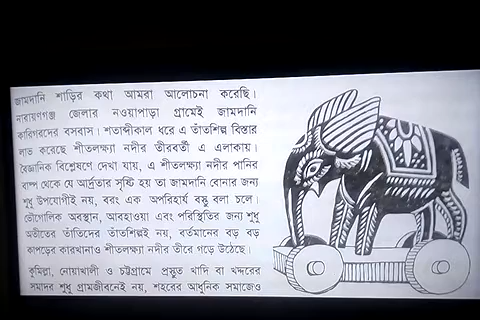 জামদানি শাড়ির কথা আমরা আলোচনা করেছি।
নারায়ণগঞ্জ জেলার নওয়াপাড়া গ্রামেই জামদানি
কারিগরদের বসবাস। শতাব্দীকাল ধরে এ তাঁতশিল্প বিস্তার
লাভ করেছে শীতলক্ষ্যা নদীর তীরবর্তী এ এলাকায়।
বৈজ্ঞানিক বিশ্লেষণে দেখা যায়, এ শীতলক্ষ্যা নদীর পানির
বাষ্প থেকে যে আর্দ্রতার সৃষ্টি হয় তা জামদানি বোনার জন্য
শুধু উপযোগীই নয়, বরং এক অপরিহার্য বস্তু বলা চলে।
ভৌগোলিক অবস্থান, আবহাওয়া এবং পরিস্থিতির জন্য শুধু
অতীতের তাঁতিদের তাঁতশিল্পই নয়, বর্তমানের বড় বড়
কাপড়ের কারখানাও শীতলক্ষ্যা নদীর তীরে গড়ে উঠেছে।
কুমিল্লা, নোয়াখালী ও চট্টগ্রামে প্রস্তুত খাদি বা খদ্দরের
সমাদর শুধু গ্রামজীবনেই নয়, শহরের আধুনিক সমাজেও